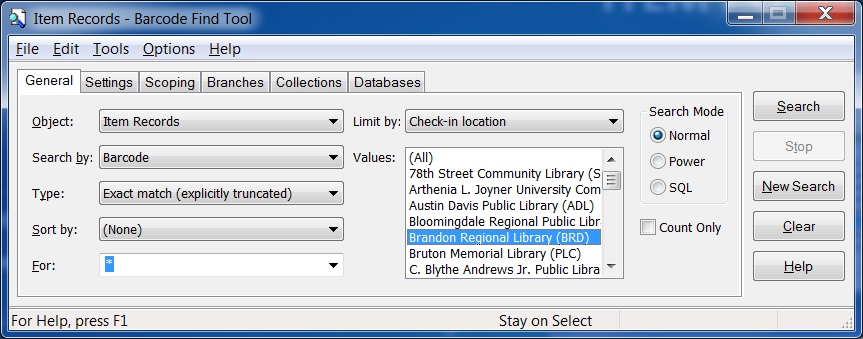 Item Records - Barcode Find Tool
File Edit Tools Options Help
General Settings Scoping Branches Collections Databases
Object: Item Records
Search by: Barcode
Type: Exact match (explicitly truncated)
Sort by: (None)
For: *
Limit by: Check-in location
Values: (All)
78th Street Community Library (S
Arthenia L. Joyner University Com
Austin Davis Public Library (ADL)
Bloomingdale Regional Public Libr
Brandon Regional Library (BRD)
Bruton Memorial Library (PLC)
C. Blythe Andrews Jr. Public Libra
Search Mode
Normal
Power
SQL
Count Only
Search
Stop
New Search
Clear
Help
For Help, press F1
Stay on Select